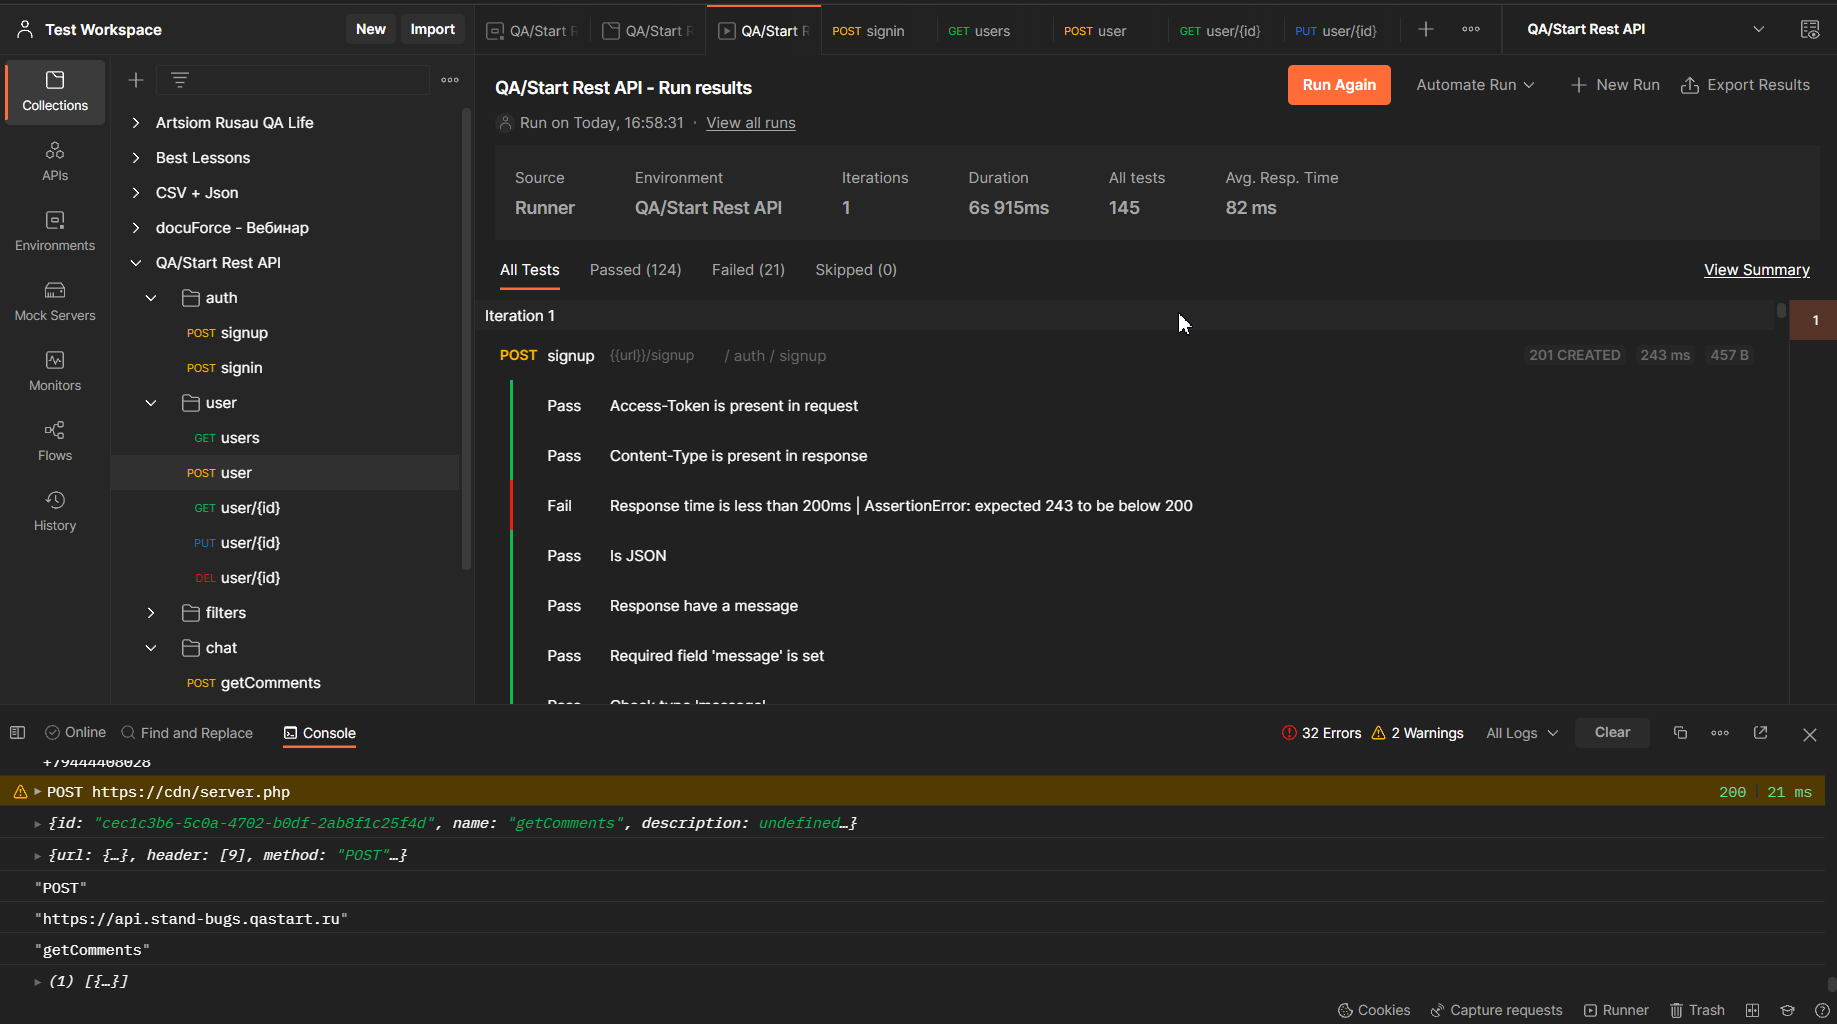 Test Workspace
New
Import
QA/Start R
QA/Start R
QA/Start R
POST signin
GET users
POST user
GET user/{id}
PUT user/{id}
QA/Start Rest API
Collections
APIs
Environments
Mock Servers
Monitors
Flows
History
Artsiom Rusau QA Life
Best Lessons
CSV + Json
docuForce - Вебинар
QA/Start Rest API
auth
POST signup
POST signin
user
GET users
POST user
GET user/{id}
PUT user/{id}
DEL user/{id}
filters
chat
POST getComments
QA/Start Rest API - Run results
Run Again
Automate Run
New Run
Export Results
Run on Today, 16:58:31 · View all runs
Source
Environment
Iterations
Duration
All tests
Avg. Resp. Time
Runner
QA/Start Rest API
1
6s 915ms
145
82 ms
All Tests
Passed (124)
Failed (21)
Skipped (0)
View Summary
Iteration 1
1
POST signup {{url}}/signup / auth / signup
201 CREATED 243 ms 457 B
Pass Access-Token is present in request
Pass Content-Type is present in response
Fail Response time is less than 200ms | AssertionError: expected 243 to be below 200
Pass Is JSON
Pass Response have a message
Pass Required field 'message' is set
Pass Check type 'message'
Online
Find and Replace
Console
32 Errors
2 Warnings
All Logs
Clear
+79444408028
POST https://cdn/server.php
200 21 ms
{id: "cec1c3b6-5c0a-4702-b0df-2ab8f1c25f4d", name: "getComments", description: undefined…}
{url: {…}, header: [9], method: "POST"…}
"POST"
"https://api.stand-bugs.qastart.ru"
"getComments"
(1) [{…}]
Cookies
Capture requests
Runner
Trash